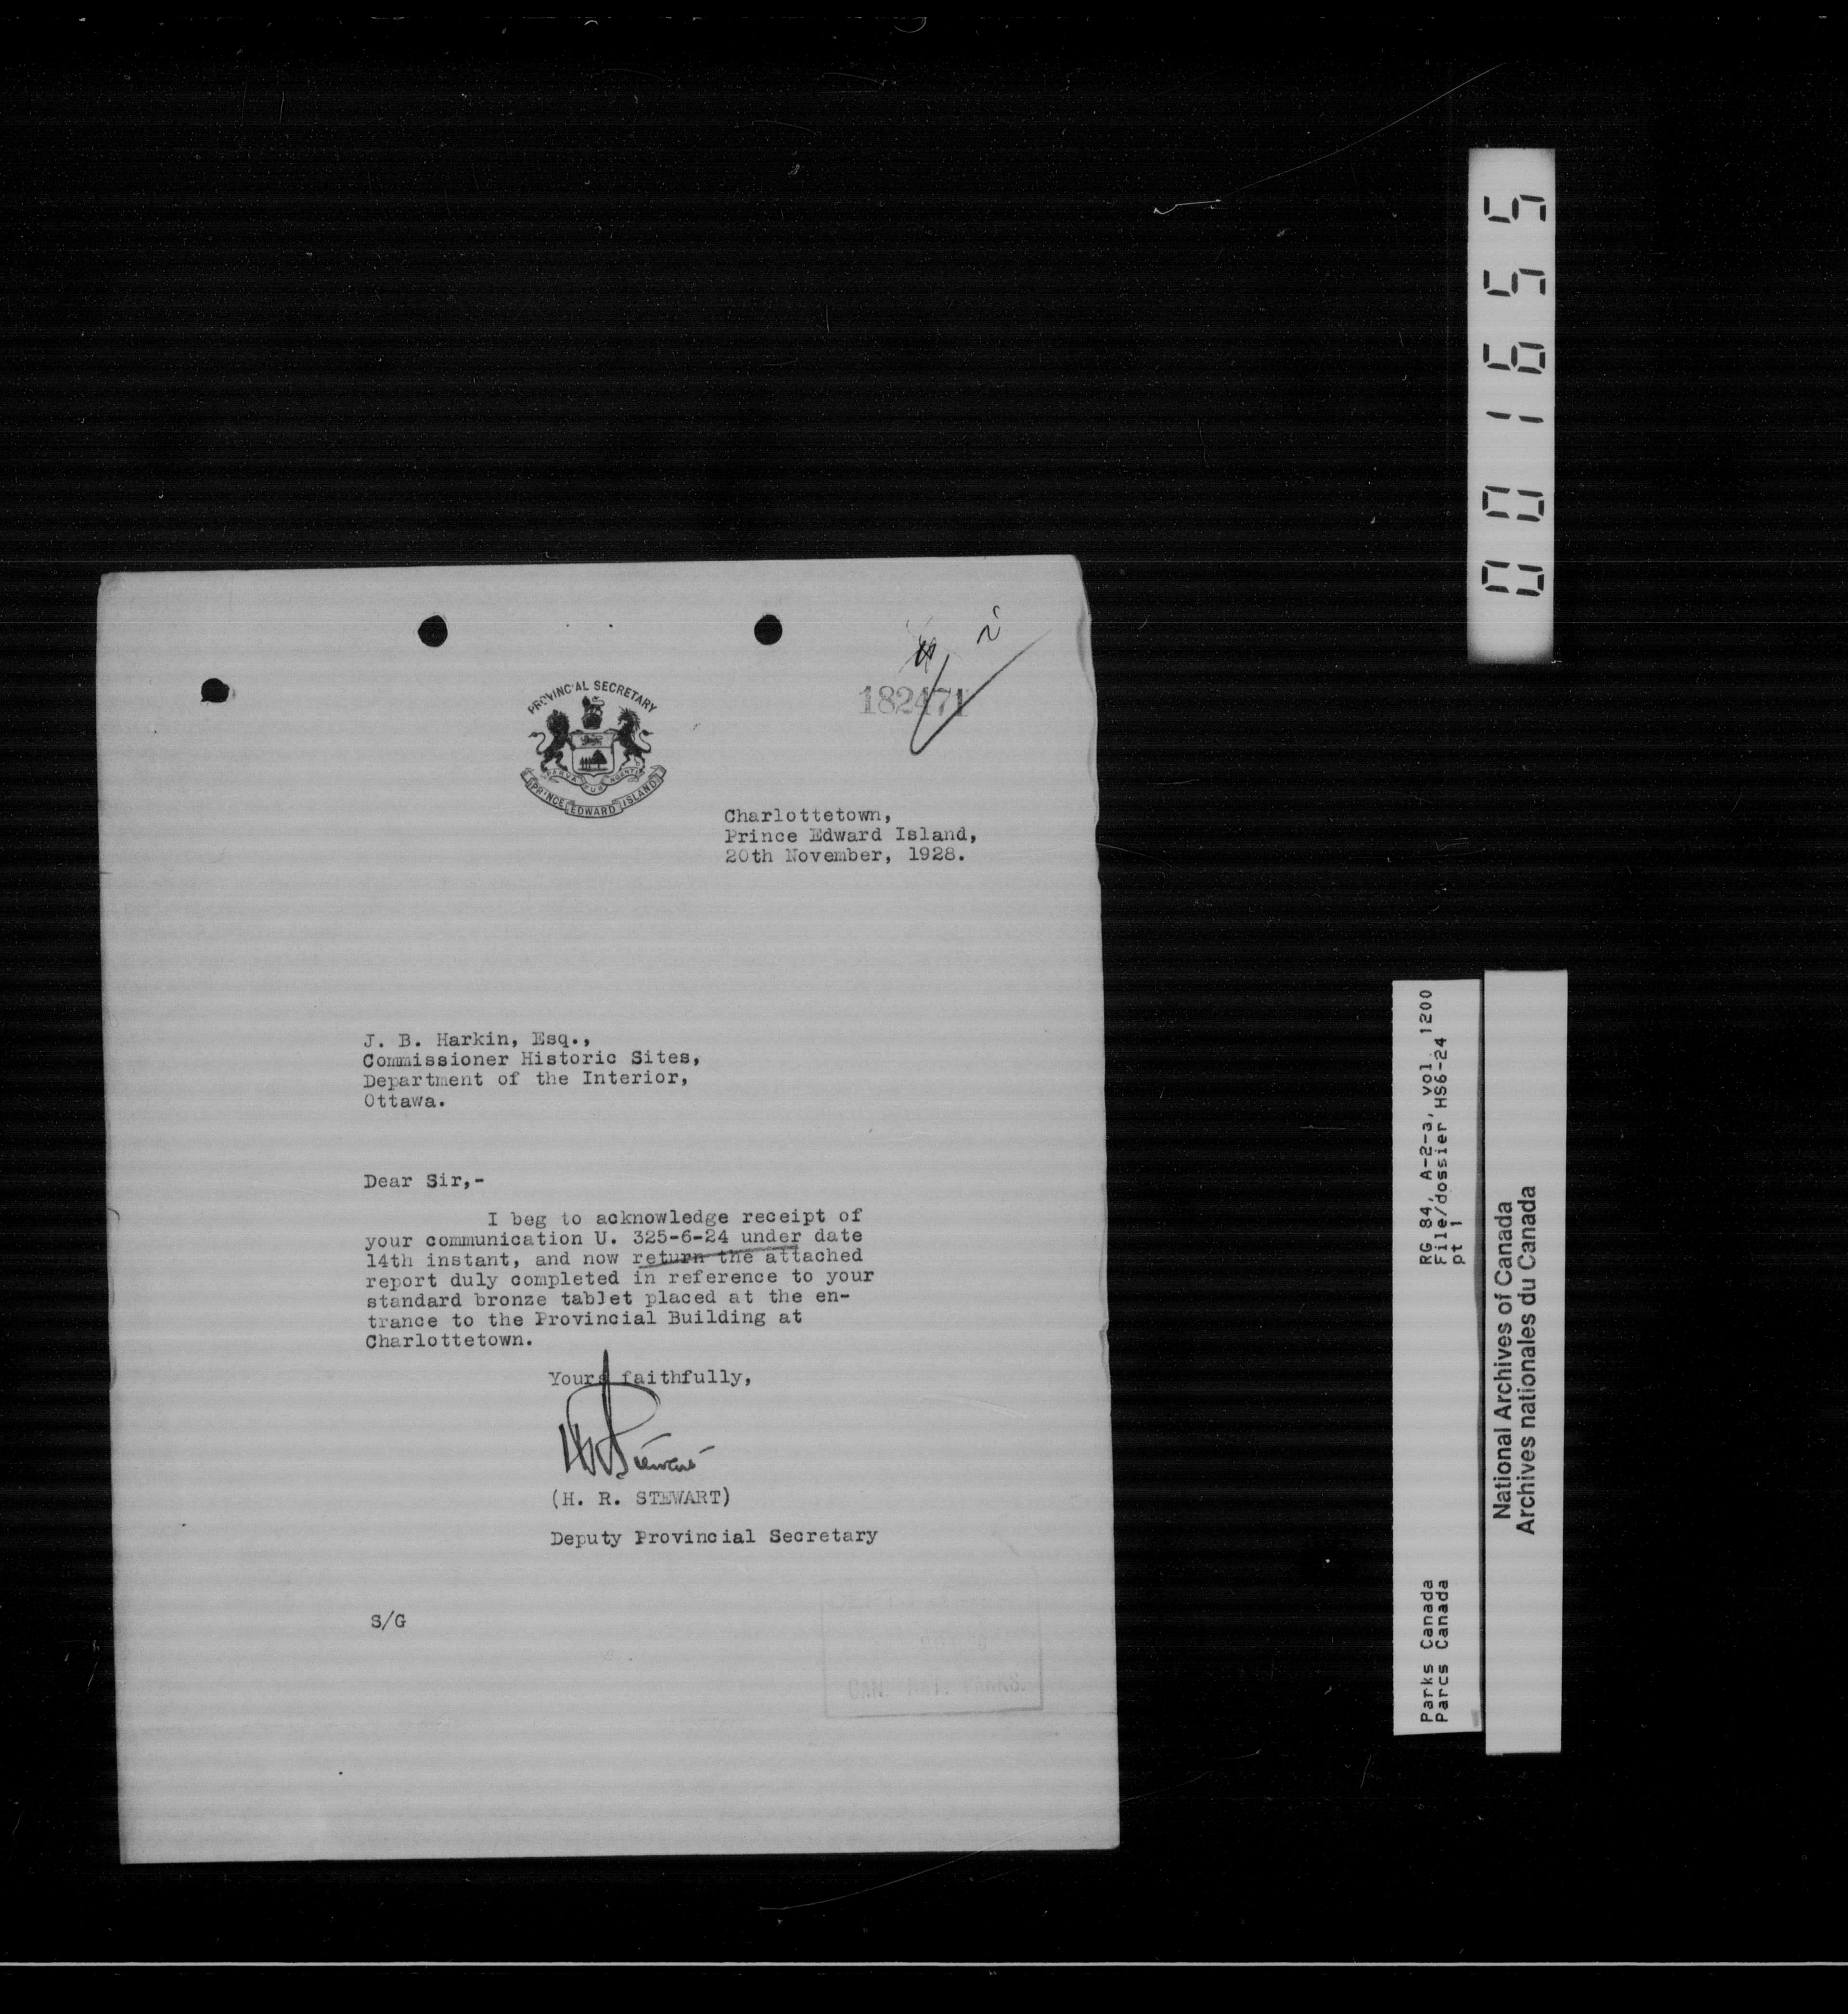 PROVINCIAL SECRETARY
PARVA SUB INGENTI
PRINCE EDWARD ISLAND
182471
Charlottetown,
Prince Edward Island,
20th November, 1928.
J. B. Harkin, Esq.,
Commissioner Historic Sites,
Department of the Interior,
Ottawa.
Dear Sir,-
I beg to acknowledge receipt of
your communication U. 325-6-24 under date
14th instant, and now return the attached
report duly completed in reference to your
standard bronze tablet placed at the en-
trance to the Provincial Building at
Charlottetown.
Yours faithfully,
H R Stewart
(H. R. STEWART)
Deputy Provincial Secretary
S/G
CAN. NAT. PARKS.
001655
RG 84, A-2-a, vol. 1200
File/dossier HS6-24
pt 1
Parks Canada
Parcs Canada
National Archives of Canada
Archives nationales du Canada